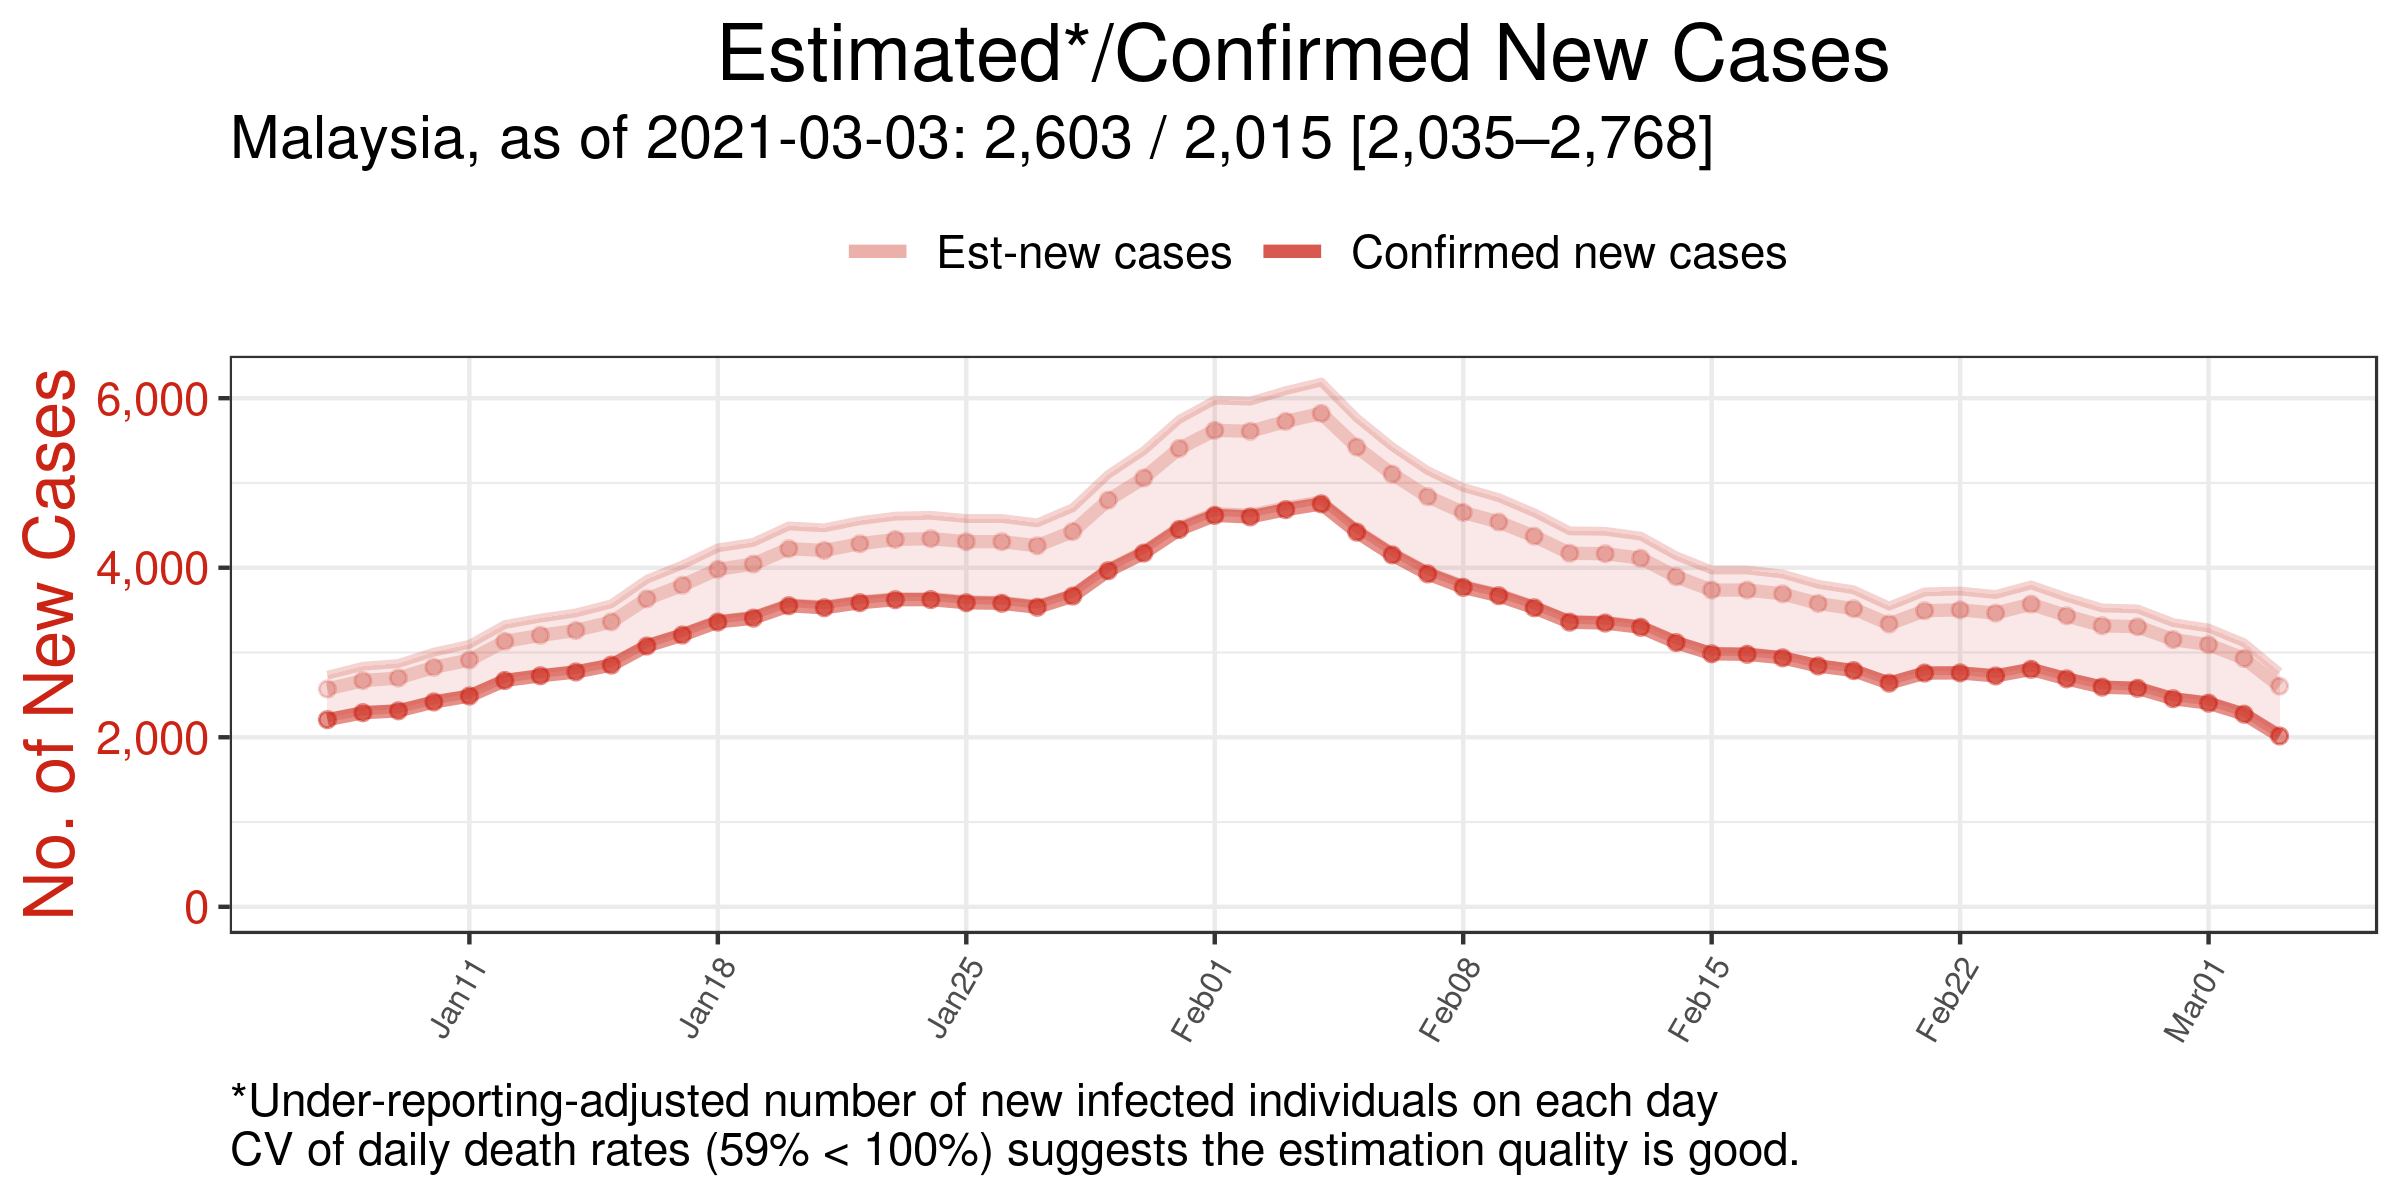 Estimated*/Confirmed New Cases
Malaysia, as of 2021-03-03: 2,603 / 2,015 [2,035–2,768]
Est-new cases
Confirmed new cases
No. of New Cases
6,000
4,000
2,000
0
Jan11
Jan18
Jan25
Feb01
Feb08
Feb15
Feb22
Mar01
*Under-reporting-adjusted number of new infected individuals on each day
CV of daily death rates (59% < 100%) suggests the estimation quality is good.